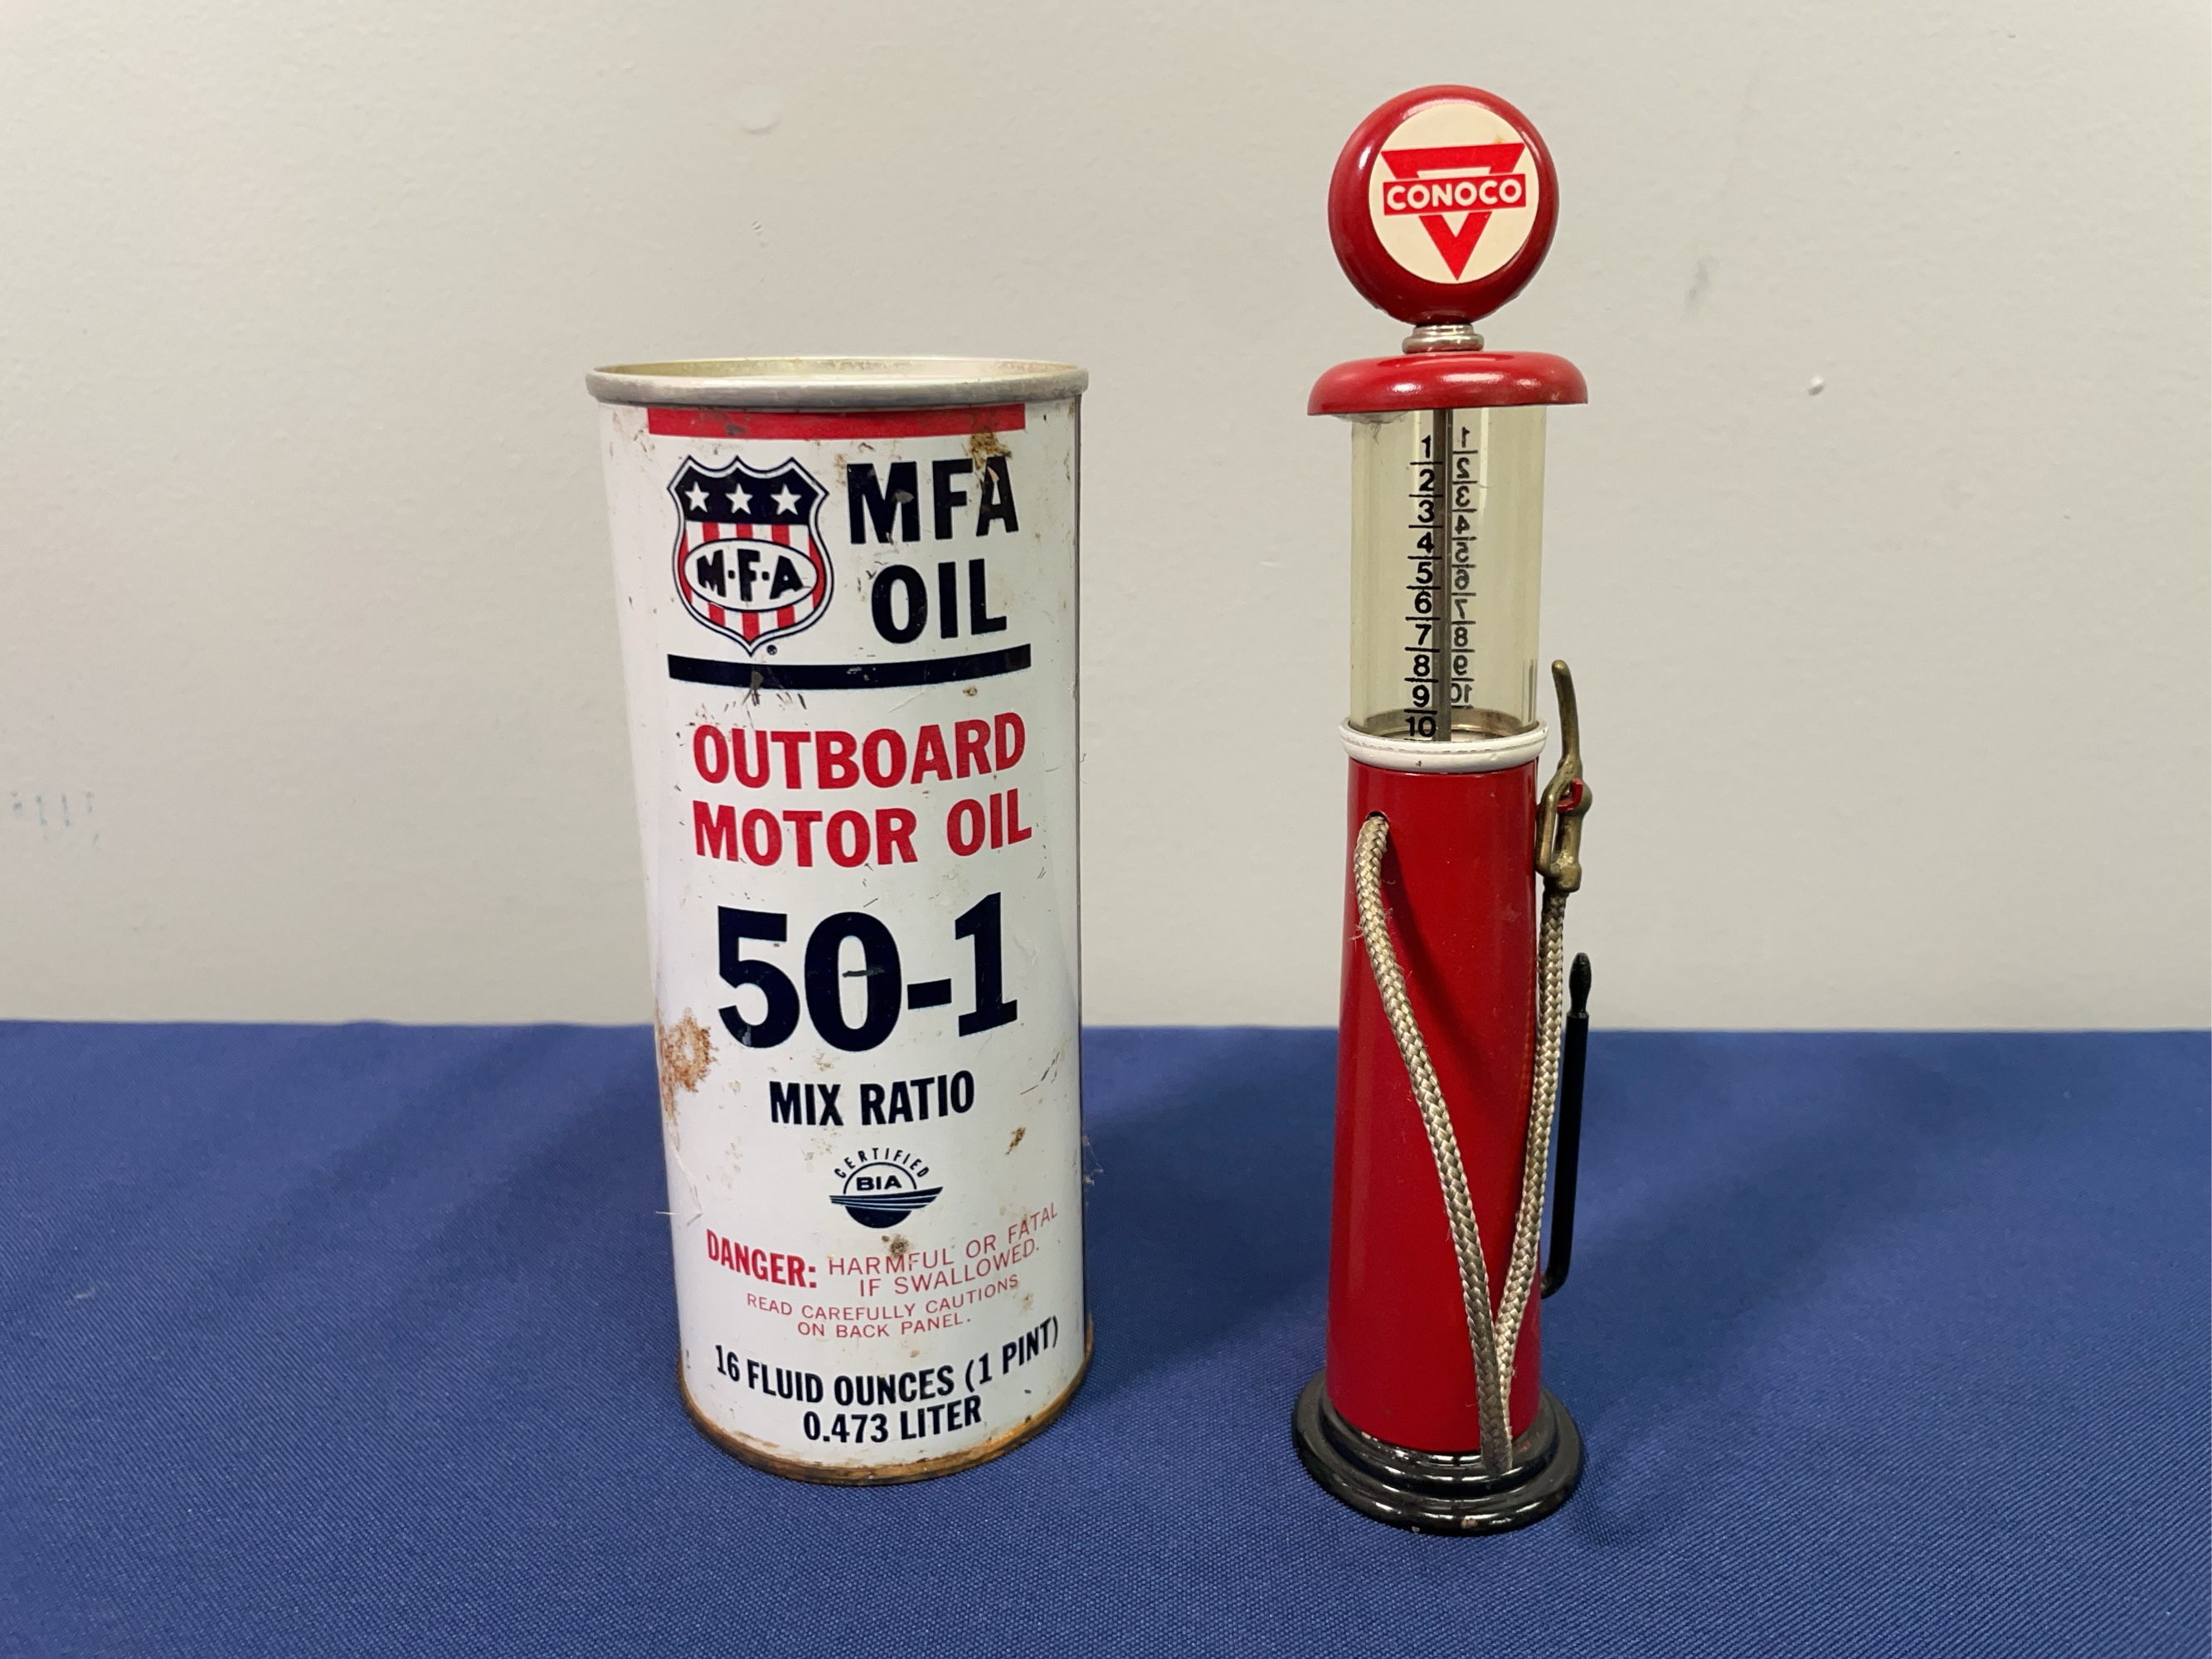 MFA
OIL
M·F·A
®
OUTBOARD
MOTOR OIL
50-1
MIX RATIO
CERTIFIED
BIA
DANGER: HARMFUL OR FATAL
IF SWALLOWED.
READ CAREFULLY CAUTIONS
ON BACK PANEL.
16 FLUID OUNCES (1 PINT)
0.473 LITER
CONOCO
1
2
3
4
5
6
7
8
9
10